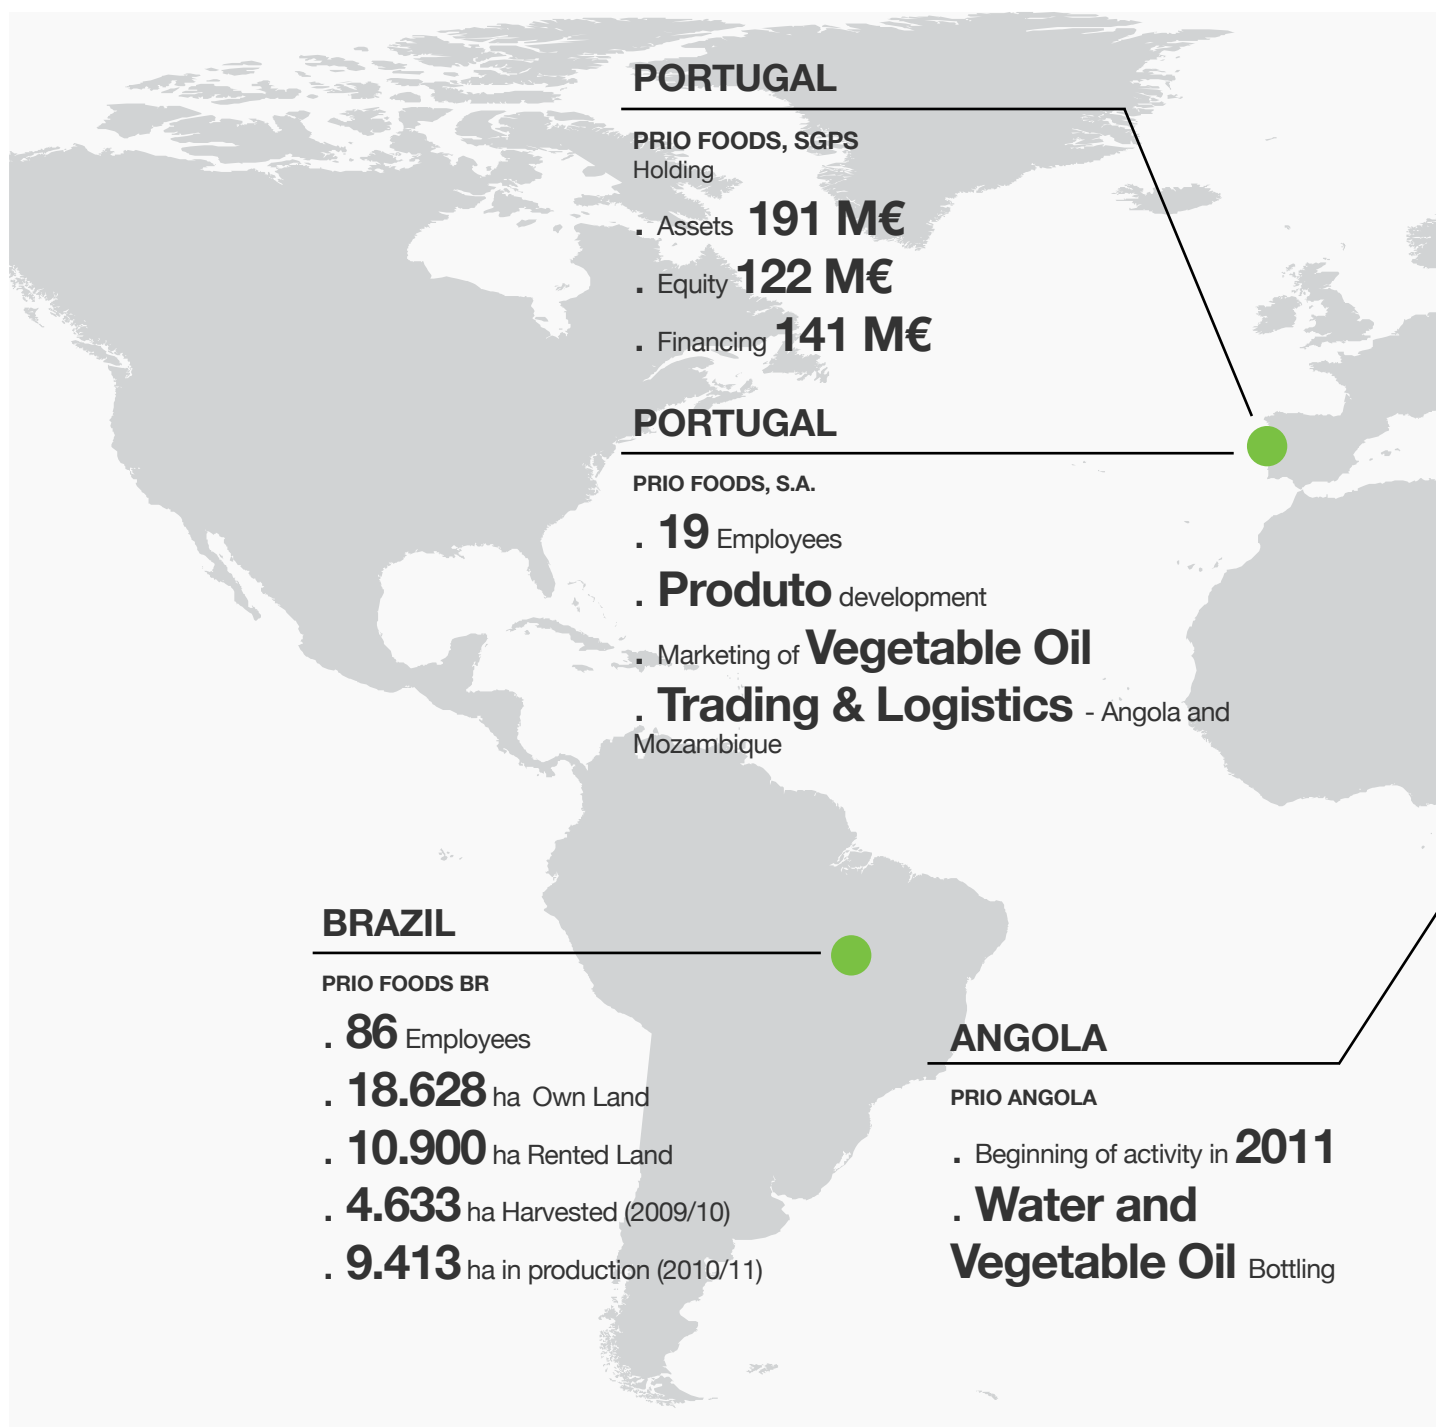 PORTUGAL
PRIO FOODS, SGPS
Holding
. Assets 191 M€
. Equity 122 M€
. Financing 141 M€
PORTUGAL
PRIO FOODS, S.A.
. 19 Employees
. Produto development
. Marketing of Vegetable Oil
. Trading & Logistics - Angola and
Mozambique
BRAZIL
PRIO FOODS BR
. 86 Employees
. 18.628 ha Own Land
. 10.900 ha Rented Land
. 4.633 ha Harvested (2009/10)
. 9.413 ha in production (2010/11)
ANGOLA
PRIO ANGOLA
. Beginning of activity in 2011
. Water and
Vegetable Oil Bottling